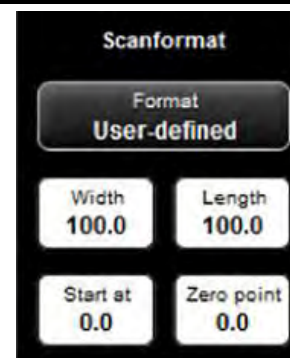 Scanformat
Format
User-defined
Width Length
100.0 100.0
Start at Zero point
0.0 0.0